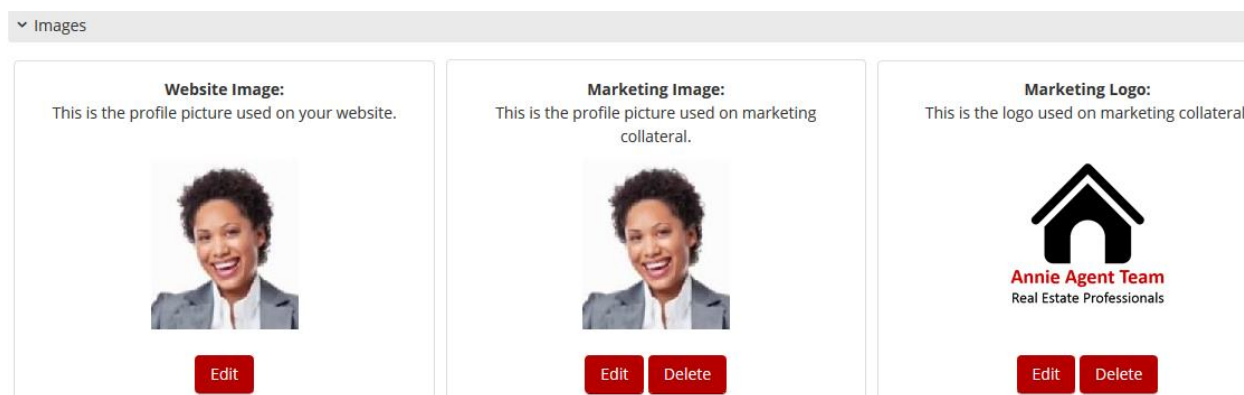 Images
Website Image:
This is the profile picture used on your website.
Edit
Marketing Image:
This is the profile picture used on marketing
collateral.
Edit Delete
Marketing Logo:
This is the logo used on marketing collateral
Annie Agent Team
Real Estate Professionals
Edit Delete